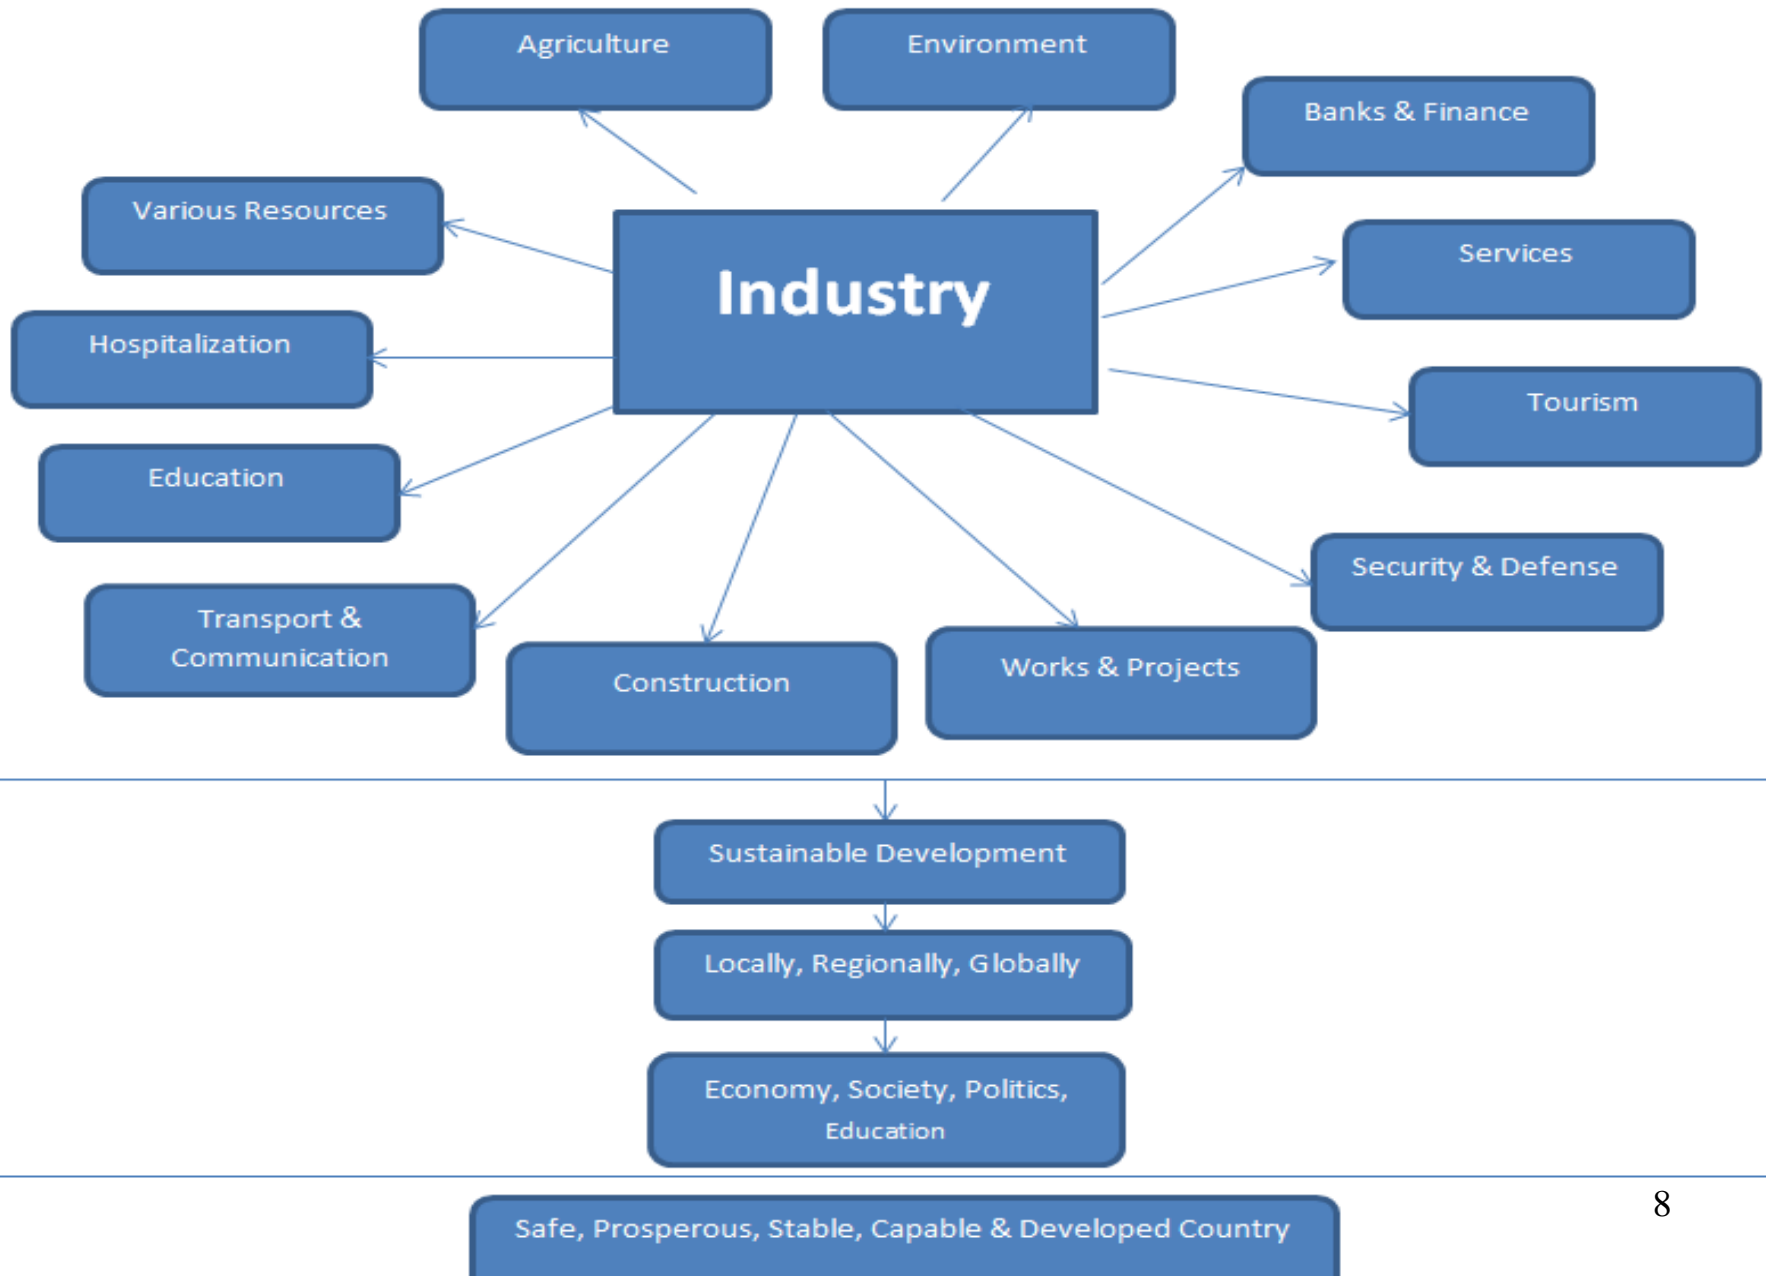 Agriculture
Environment
Banks & Finance
Various Resources
Services
Industry
Hospitalization
Tourism
Education
Security & Defense
Transport &
Communication
Construction
Works & Projects
Sustainable Development
Locally, Regionally, Globally
Economy, Society, Politics,
Education
8
Safe, Prosperous, Stable, Capable & Developed Country